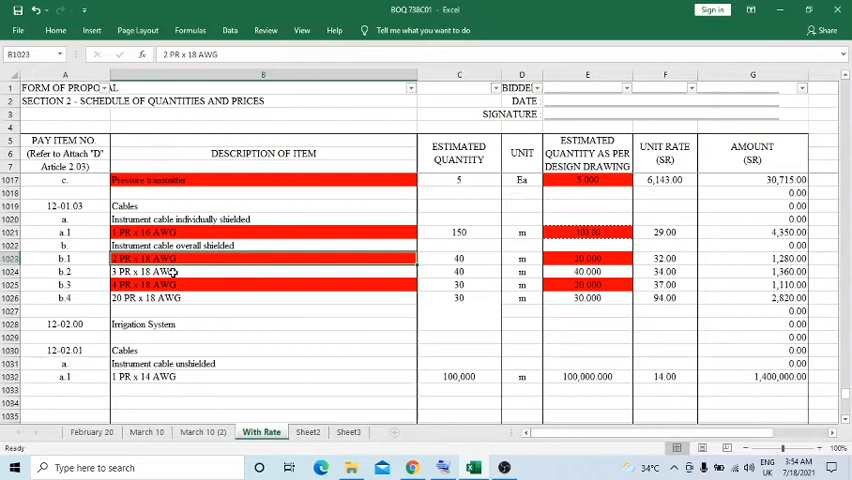 BOQ 738C01 - Excel
Sign in
File Home Insert Page Layout Formulas Data Review View Help Tell me what you want to do Share
B1023 fx 2 PR x 18 AWG
A B C D E F G
1 FORM OF PROPOSAL BIDDE
2 SECTION 2 - SCHEDULE OF QUANTITIES AND PRICES DATE :
3 SIGNATURE :
4
5 PAY ITEM NO. ESTIMATED ESTIMATED UNIT RATE AMOUNT
6 (Refer to Attach "D" DESCRIPTION OF ITEM QUANTITY UNIT QUANTITY AS PER (SR) (SR)
7 Article 2.03) DESIGN DRAWING
1017 c. Pressure transmitter 5 Ea 5.000 6,143.00 30,715.00
1018 0.00
1019 12-01.03 Cables 0.00
1020 a. Instrument cable individually shielded 0.00
1021 a.1 1 PR x 16 AWG 150 m 103.00 29.00 4,350.00
1022 b. Instrument cable overall shielded 0.00
1023 b.1 2 PR x 18 AWG 40 m 20.000 32.00 1,280.00
1024 b.2 3 PR x 18 AWG 40 m 40.000 34.00 1,360.00
1025 b.3 4 PR x 18 AWG 30 m 20.000 37.00 1,110.00
1026 b.4 20 PR x 18 AWG 30 m 30.000 94.00 2,820.00
1027 0.00
1028 12-02.00 Irrigation System 0.00
1029 0.00
1030 12-02.01 Cables 0.00
1031 a. Instrument cable unshielded 0.00
1032 a.1 1 PR x 14 AWG 100,000 m 100,000.000 14.00 1,400,000.00
1033
1034
1035
February 20 March 10 March 10 (2) With Rate Sheet2 Sheet3
Ready 100%
Type here to search 34°C ENG 3:54 AM
UK 7/18/2021